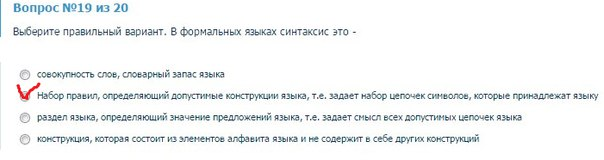 Вопрос №19 из 20
Выберите правильный вариант. В формальных языках синтаксис это -
совокупность слов, словарный запас языка
Набор правил, определяющий допустимые конструкции языка, т.е. задает набор цепочек символов, которые принадлежат языку
раздел языка, определяющий значение предложений языка, т.е. задает смысл всех допустимых цепочек языка
конструкция, которая состоит из элементов алфавита языка и не содержит в себе других конструкций